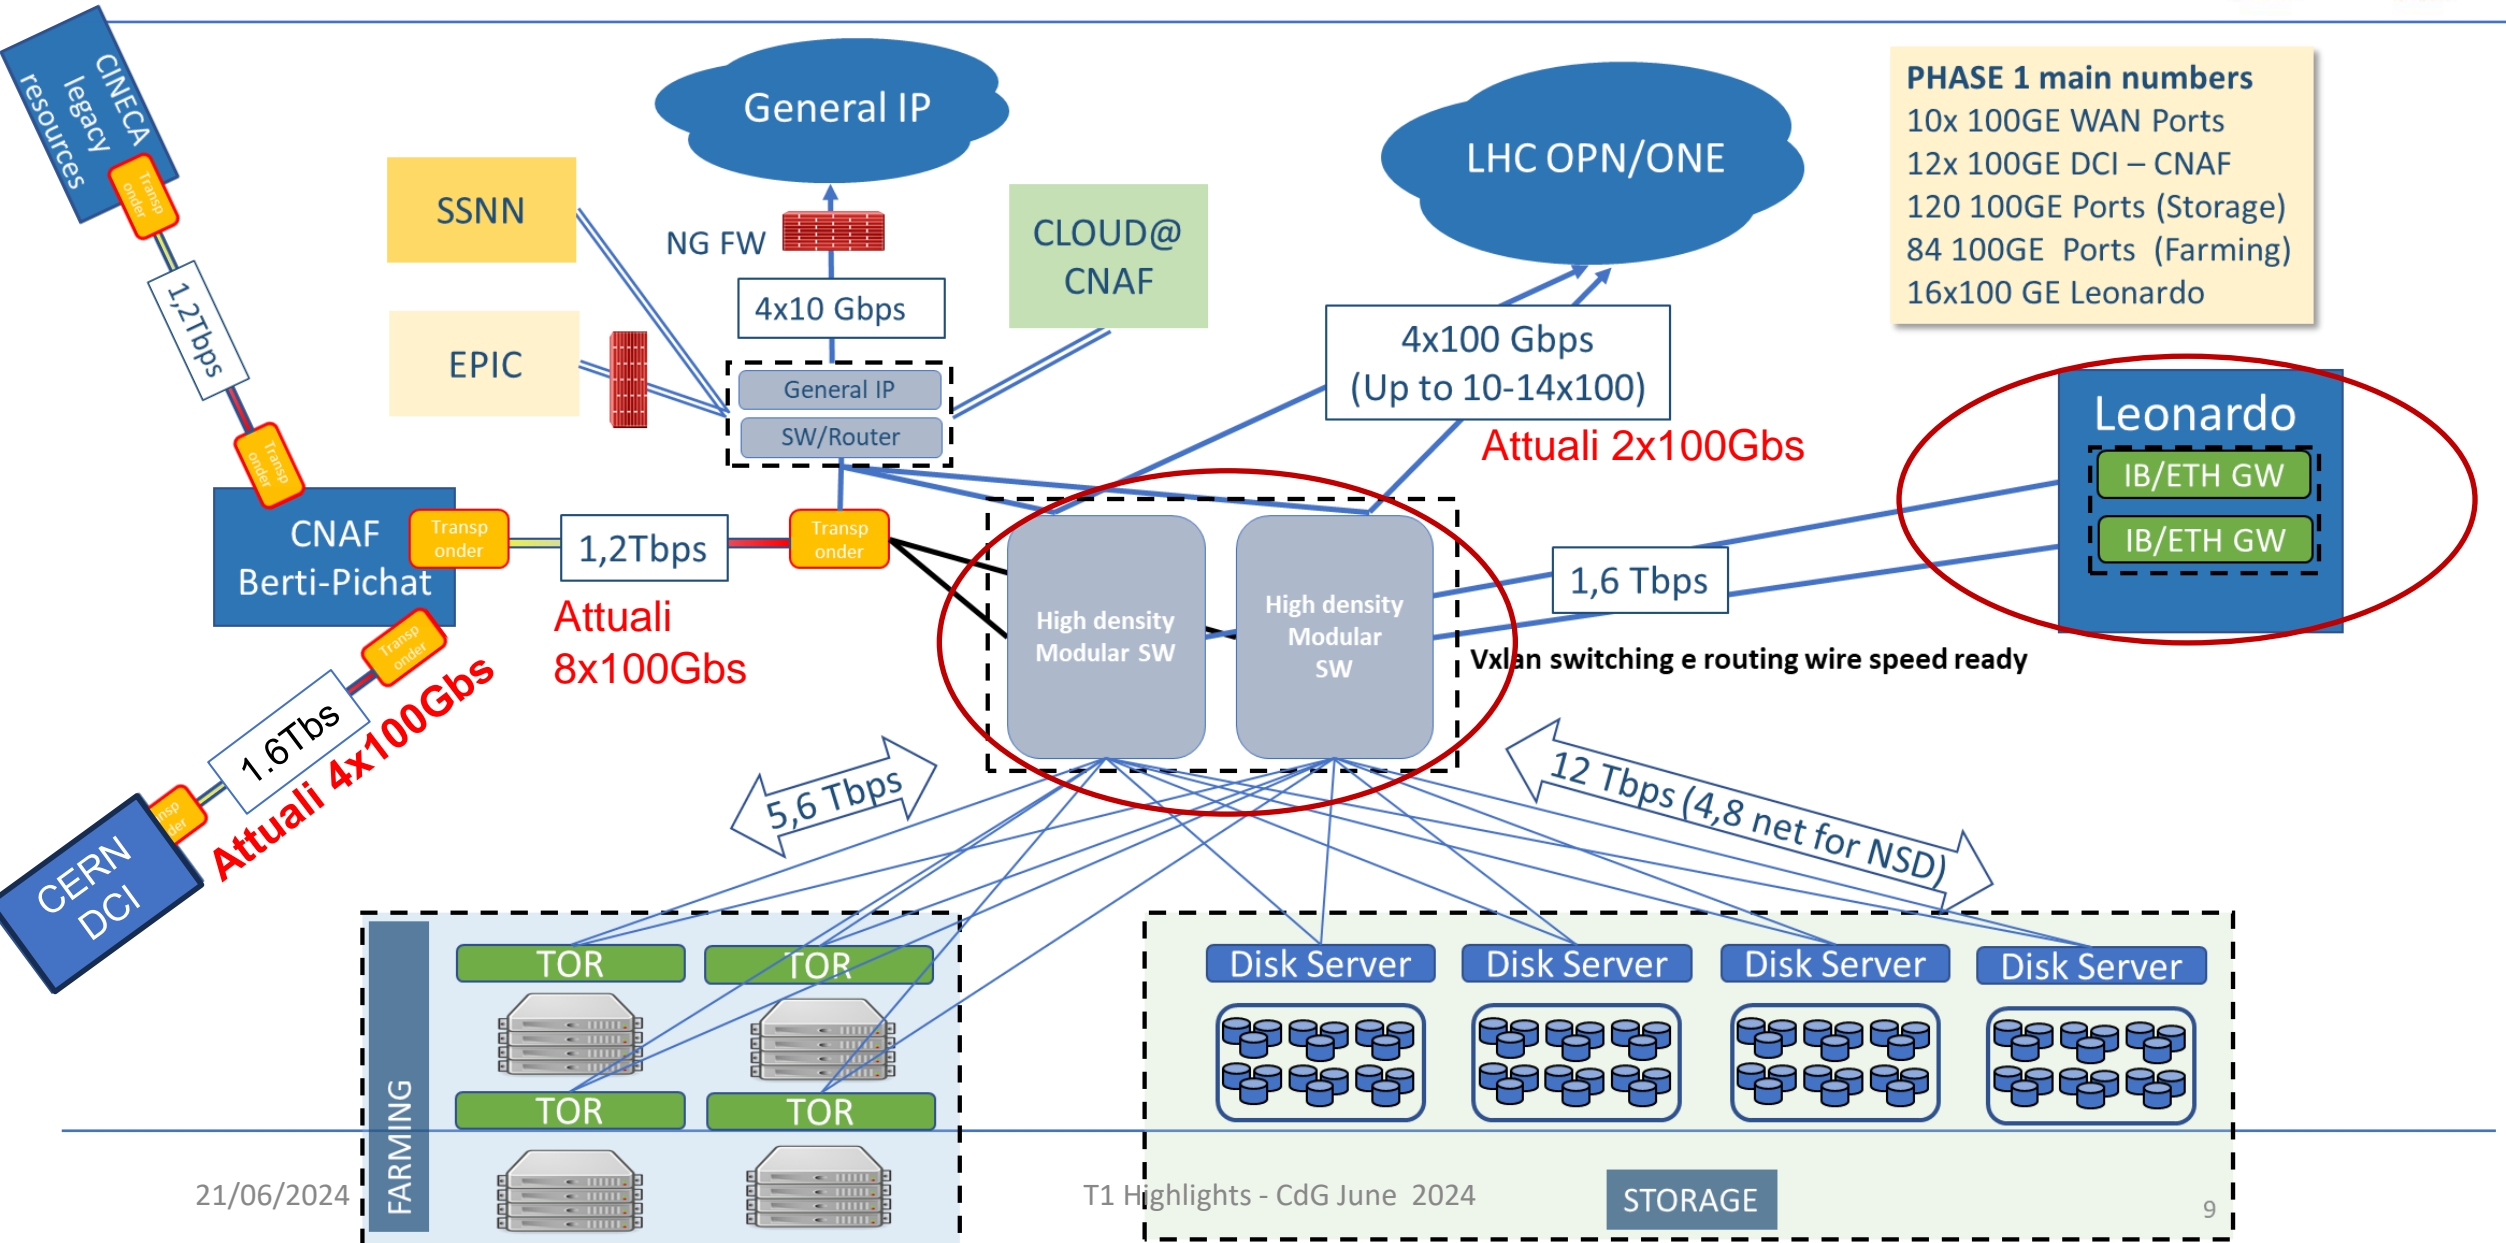 CINECA
legacy
resources
Transp
onder
1,2Tbps
Transp
onder
General IP
SSNN
NG FW
4x10 Gbps
CLOUD@
CNAF
EPIC
General IP
SW/Router
LHC OPN/ONE
4x100 Gbps
(Up to 10-14x100)
Attuali 2x100Gbs
PHASE 1 main numbers
10x 100GE WAN Ports
12x 100GE DCI – CNAF
120 100GE Ports (Storage)
84 100GE Ports (Farming)
16x100 GE Leonardo
Leonardo
IB/ETH GW
IB/ETH GW
CNAF
Berti-Pichat
Transp
onder
1,2Tbps
Transp
onder
Attuali
8x100Gbs
High density
Modular SW
High density
Modular
SW
1,6 Tbps
Vxlan switching e routing wire speed ready
Transp
onder
1.6Tbs
Attuali 4x100Gbs
nsp
der
CERN
DCI
5,6 Tbps
12 Tbps (4,8 net for NSD)
FARMING
TOR
TOR
TOR
TOR
Disk Server
Disk Server
Disk Server
Disk Server
STORAGE
21/06/2024
T1 Highlights - CdG June 2024
9